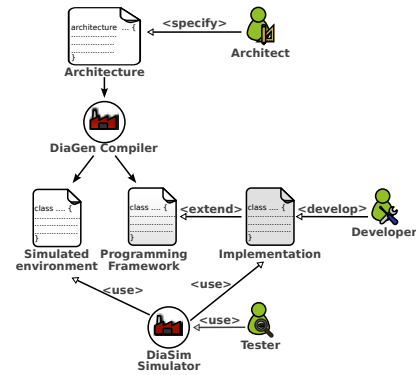 architecture ... {
}
<specify>
Architect
Architecture
DiaGen Compiler
class .... {
}
class .... {
}
<extend>
class .... {
}
<develop>
Developer
Simulated
environment
Programming
Framework
Implementation
<use>
<use>
<use>
Tester
DiaSim
Simulator